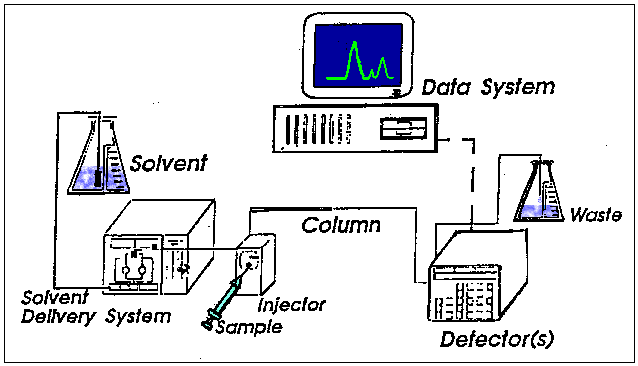 Data System
Solvent
Waste
Column
Solvent
Delivery System
Injector
Sample
Detector(s)